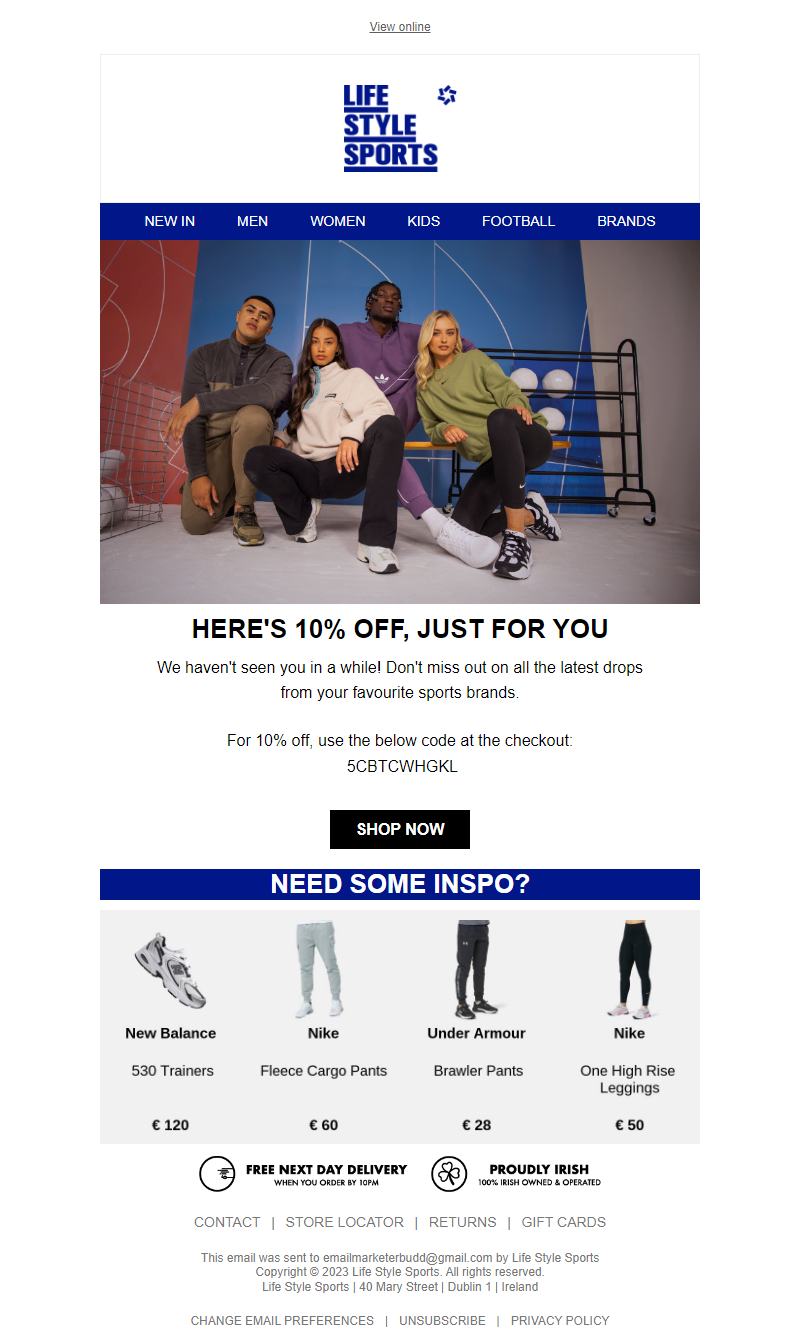 View online
LIFE
STYLE
SPORTS
NEW IN MEN WOMEN KIDS FOOTBALL BRANDS
HERE'S 10% OFF, JUST FOR YOU
We haven't seen you in a while! Don't miss out on all the latest drops
from your favourite sports brands.
For 10% off, use the below code at the checkout:
5CBTCWHGKL
SHOP NOW
NEED SOME INSPO?
New Balance Nike Under Armour Nike
530 Trainers Fleece Cargo Pants Brawler Pants One High Rise
Leggings
€ 120 € 60 € 28 € 50
FREE NEXT DAY DELIVERY PROUDLY IRISH
WHEN YOU ORDER BY 10PM 100% IRISH OWNED & OPERATED
CONTACT | STORE LOCATOR | RETURNS | GIFT CARDS
This email was sent to emailmarketerbudd@gmail.com by Life Style Sports
Copyright © 2023 Life Style Sports. All rights reserved.
Life Style Sports | 40 Mary Street | Dublin 1 | Ireland
CHANGE EMAIL PREFERENCES | UNSUBSCRIBE | PRIVACY POLICY